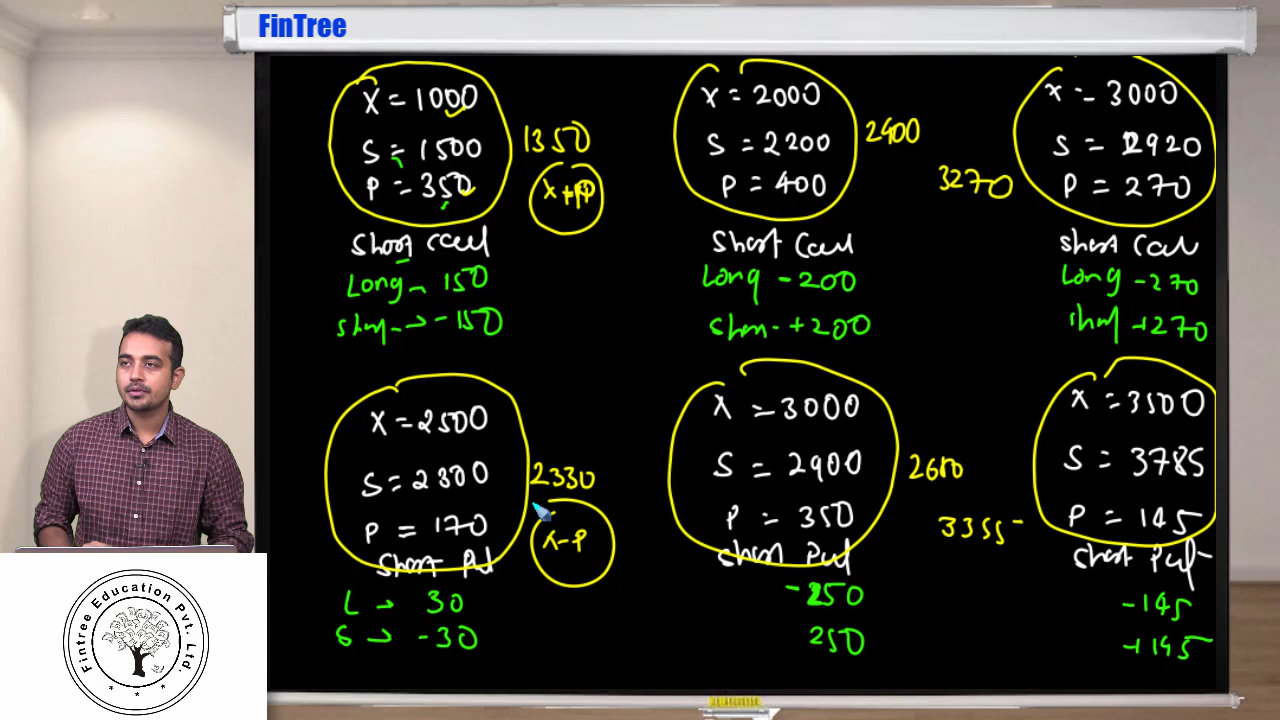 FinTree
X = 1000
S = 1500
P = 350
1350
X + P
Short Call
Long - 150
Short → -150
X = 2000
S = 2200
P = 400
2400
Short Call
Long - 200
Short + 200
X = 3000
S = 2920
P = 270
3270
Short Call
Long - 270
Short + 270
X = 2500
S = 2300
P = 170
2330
X - P
Short Put
L → 30
S → -30
X = 3000
S = 2900
P = 350
2650
Short Put
-250
250
X = 3500
S = 3785
P = 145
3355
Short Put
-145
+145
Fintree Education Pvt. Ltd.